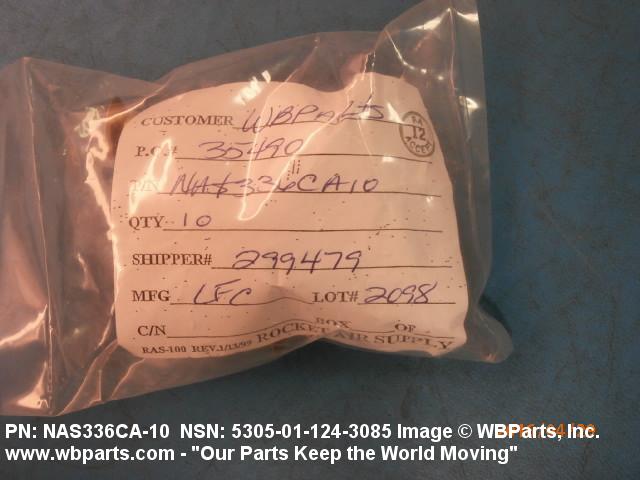 CUSTOMER WBParts
P.O.# 35490
P/N NAS336CA10
QTY 10
SHIPPER# 299479
MFG LFC LOT# 2098
C/N BOX OF
RAS-100 REV.1/13/99 ROCKET AIR SUPPLY
M
12
ACCEPT
PN: NAS336CA-10 NSN: 5305-01-124-3085 Image © WBParts, Inc.
www.wbparts.com - "Our Parts Keep the World Moving"